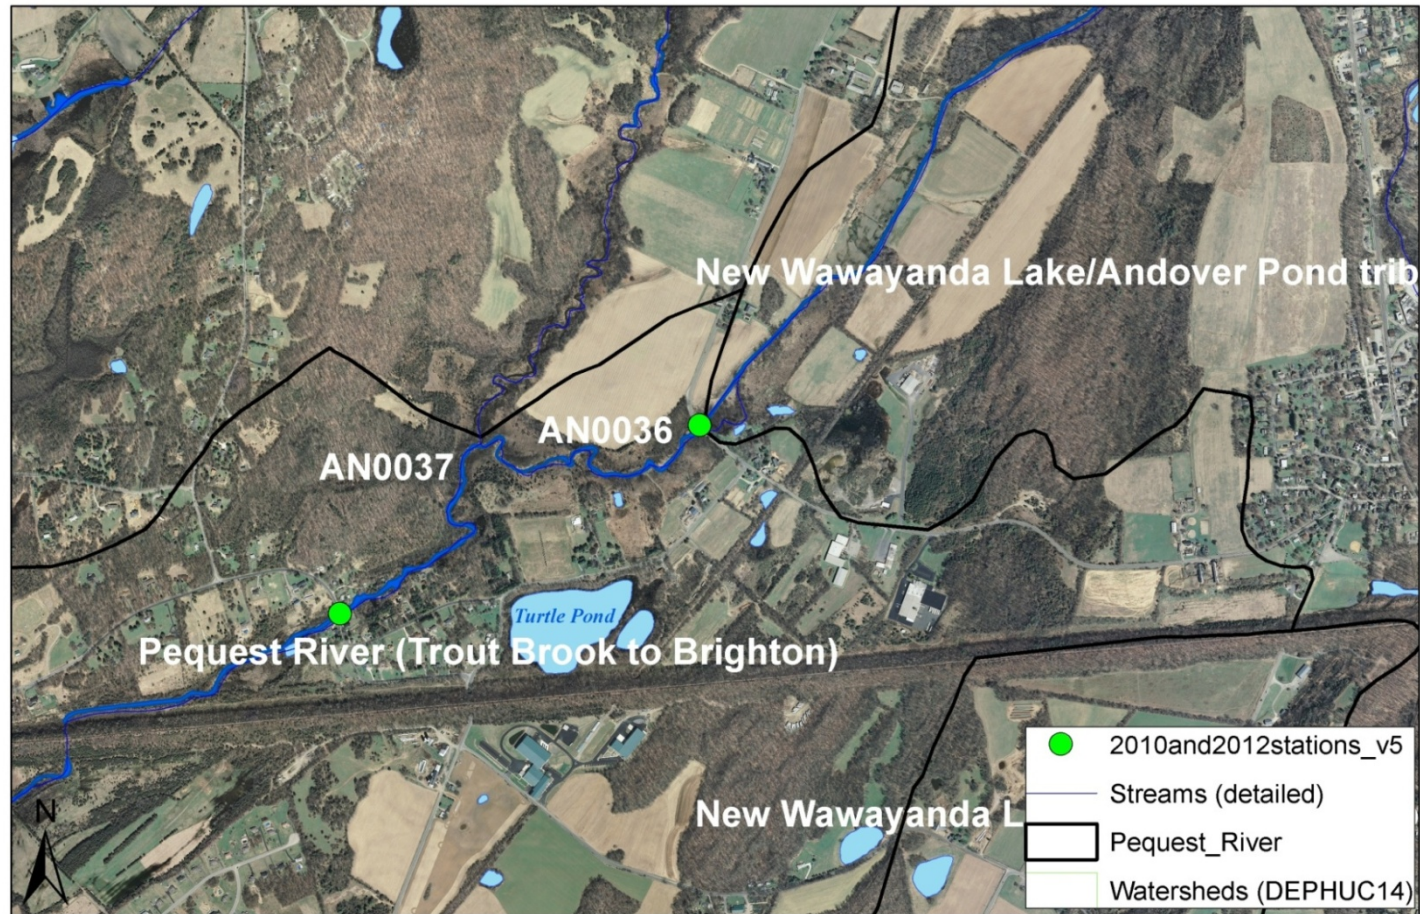 New Wawayanda Lake/Andover Pond trib
AN0036
AN0037
Turtle Pond
Pequest River (Trout Brook to Brighton)
New Wawayanda L
N
2010and2012stations_v5
Streams (detailed)
Pequest_River
Watersheds (DEPHUC14)